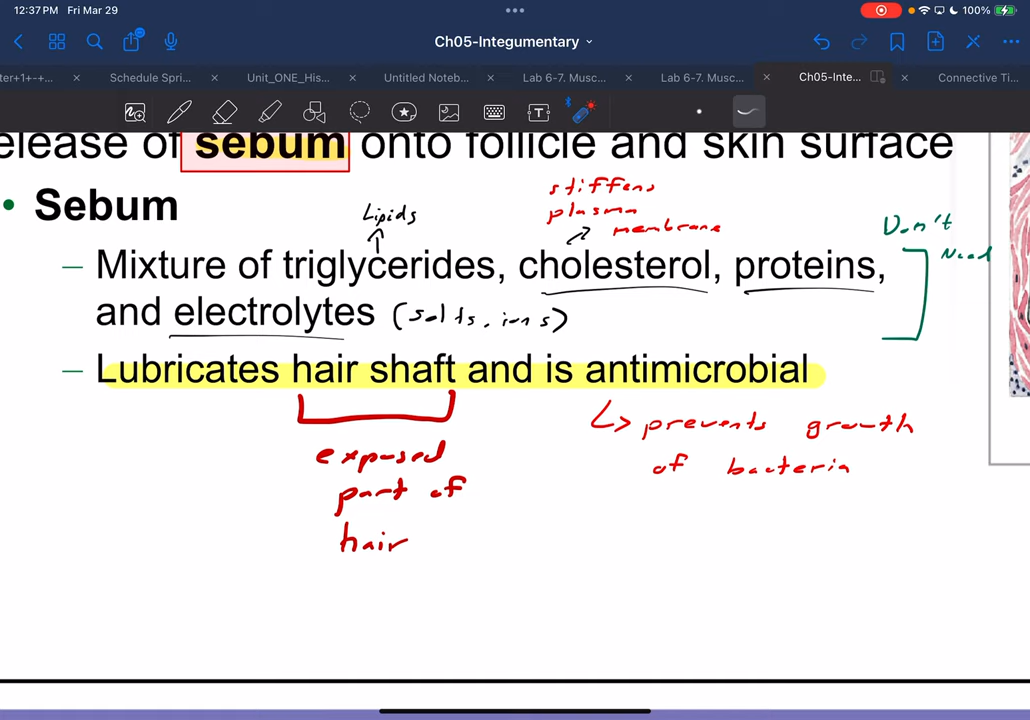 12:37 PM Fri Mar 29
100%
Ch05-Integumentary
ter+1+-+...
Schedule Spri...
Unit_ONE_His...
Untitled Noteb...
Lab 6-7. Musc...
Lab 6-7. Musc...
Ch05-Inte...
Connective Ti...
elease of sebum onto follicle and skin surface
• Sebum
Lipids
stiffens
plasma
membrane
Don't
Need
– Mixture of triglycerides, cholesterol, proteins,
and electrolytes (salts, ions)
– Lubricates hair shaft and is antimicrobial
exposed
part of
hair
prevents growth
of bacteria